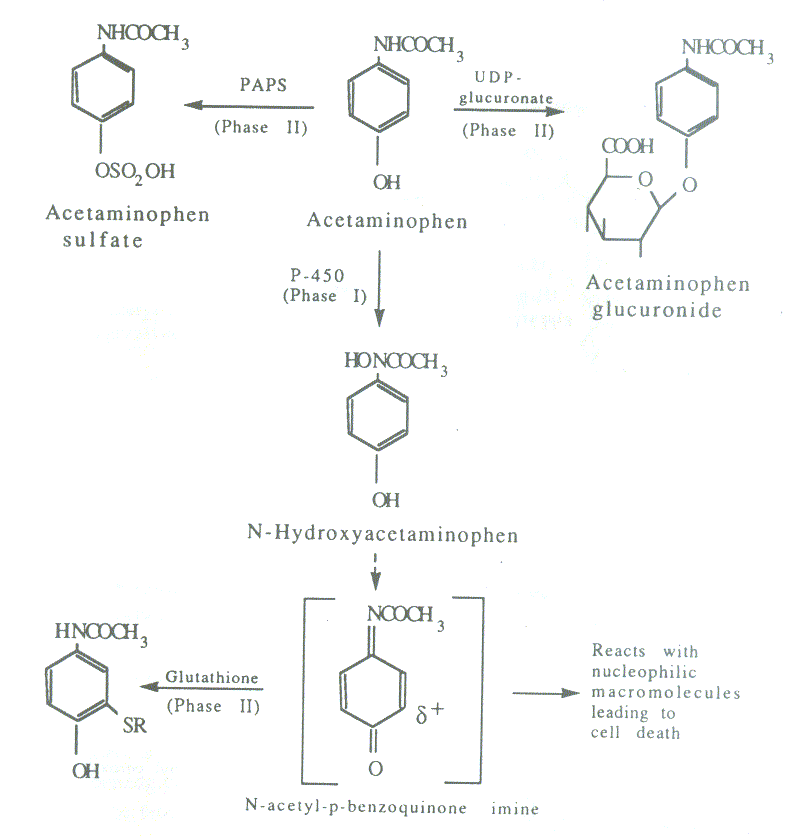 NHCOCH3
PAPS
(Phase II)
OSO2OH
Acetaminophen
sulfate
NHCOCH3
OH
Acetaminophen
UDP-
glucuronate
(Phase II)
NHCOCH3
COOH
O
O
Acetaminophen
glucuronide
P-450
(Phase I)
HONCOCH3
OH
N-Hydroxyacetaminophen
HNCOCH3
SR
OH
Glutathione
(Phase II)
NCOCH3
δ+
O
N-acetyl-p-benzoquinone imine
Reacts with
nucleophilic
macromolecules
leading to
cell death